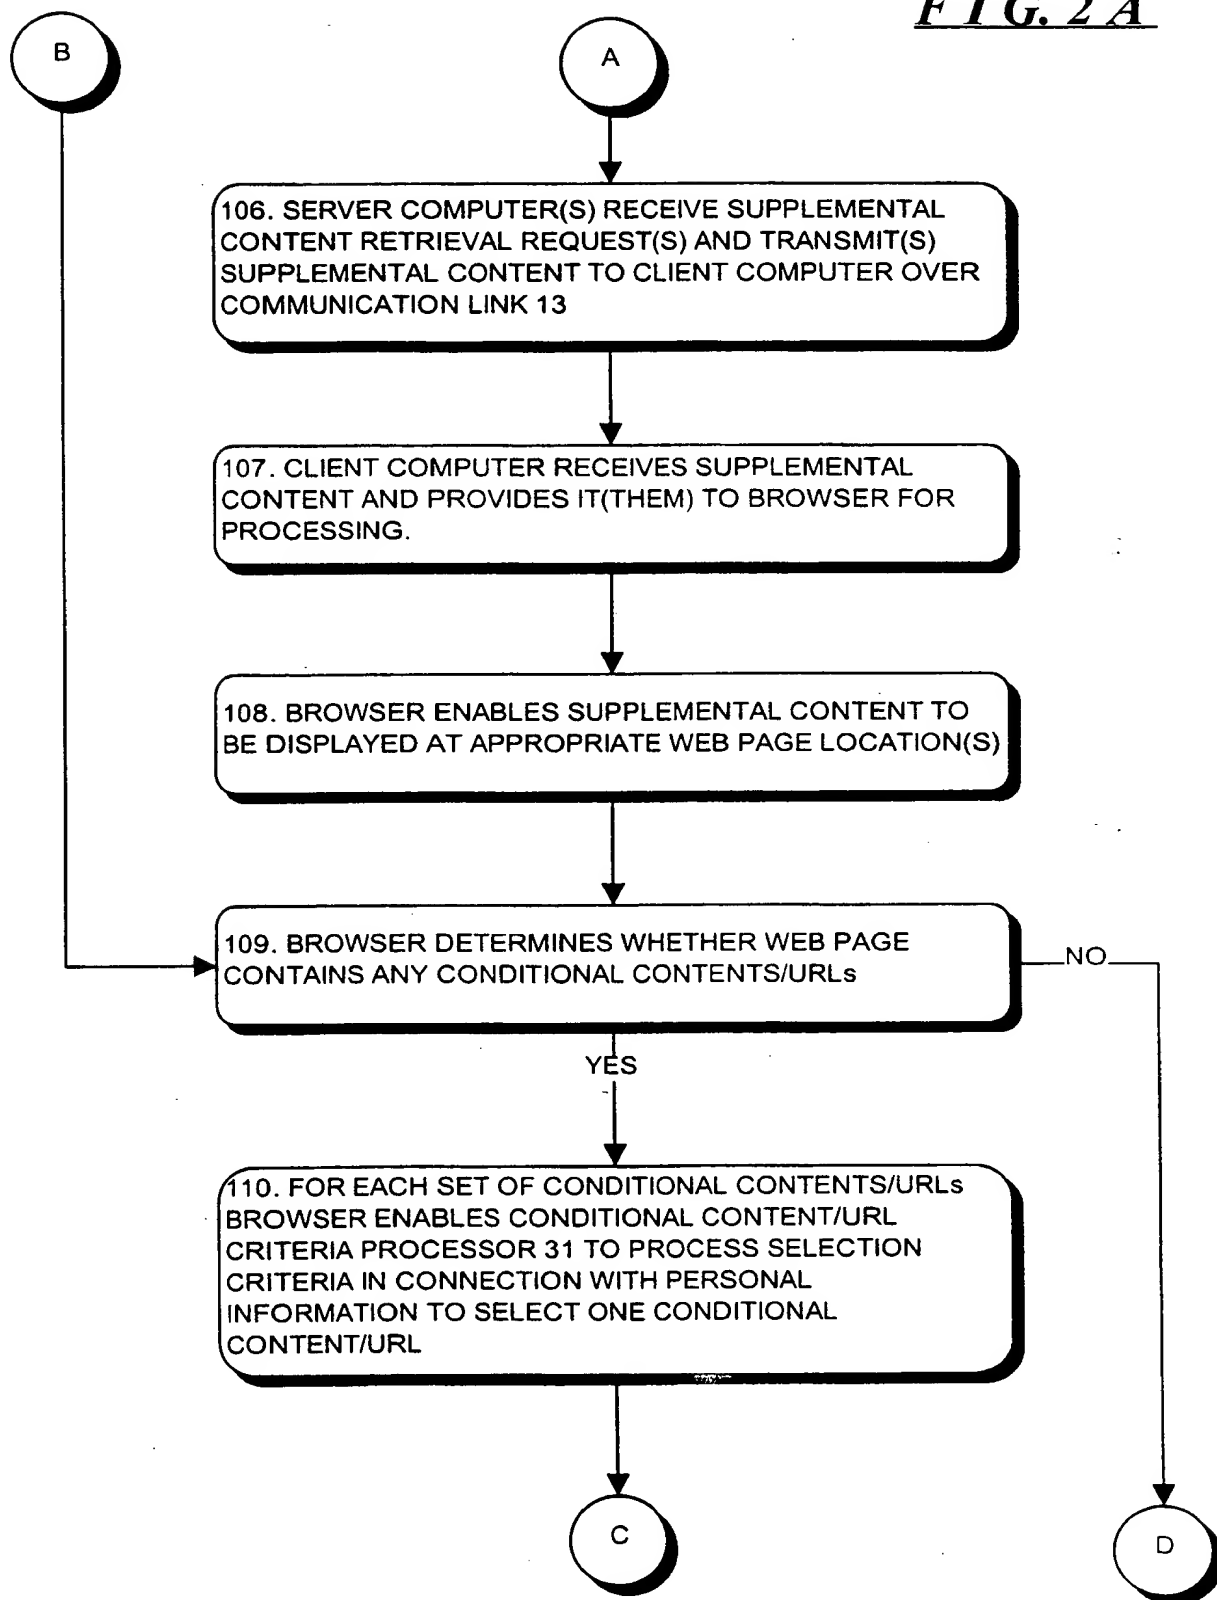 FIG. 2A
B
A
106. SERVER COMPUTER(S) RECEIVE SUPPLEMENTAL
CONTENT RETRIEVAL REQUEST(S) AND TRANSMIT(S)
SUPPLEMENTAL CONTENT TO CLIENT COMPUTER OVER
COMMUNICATION LINK 13
107. CLIENT COMPUTER RECEIVES SUPPLEMENTAL
CONTENT AND PROVIDES IT(THEM) TO BROWSER FOR
PROCESSING.
108. BROWSER ENABLES SUPPLEMENTAL CONTENT TO
BE DISPLAYED AT APPROPRIATE WEB PAGE LOCATION(S)
109. BROWSER DETERMINES WHETHER WEB PAGE
CONTAINS ANY CONDITIONAL CONTENTS/URLs
NO
YES
110. FOR EACH SET OF CONDITIONAL CONTENTS/URLs
BROWSER ENABLES CONDITIONAL CONTENT/URL
CRITERIA PROCESSOR 31 TO PROCESS SELECTION
CRITERIA IN CONNECTION WITH PERSONAL
INFORMATION TO SELECT ONE CONDITIONAL
CONTENT/URL
C
D